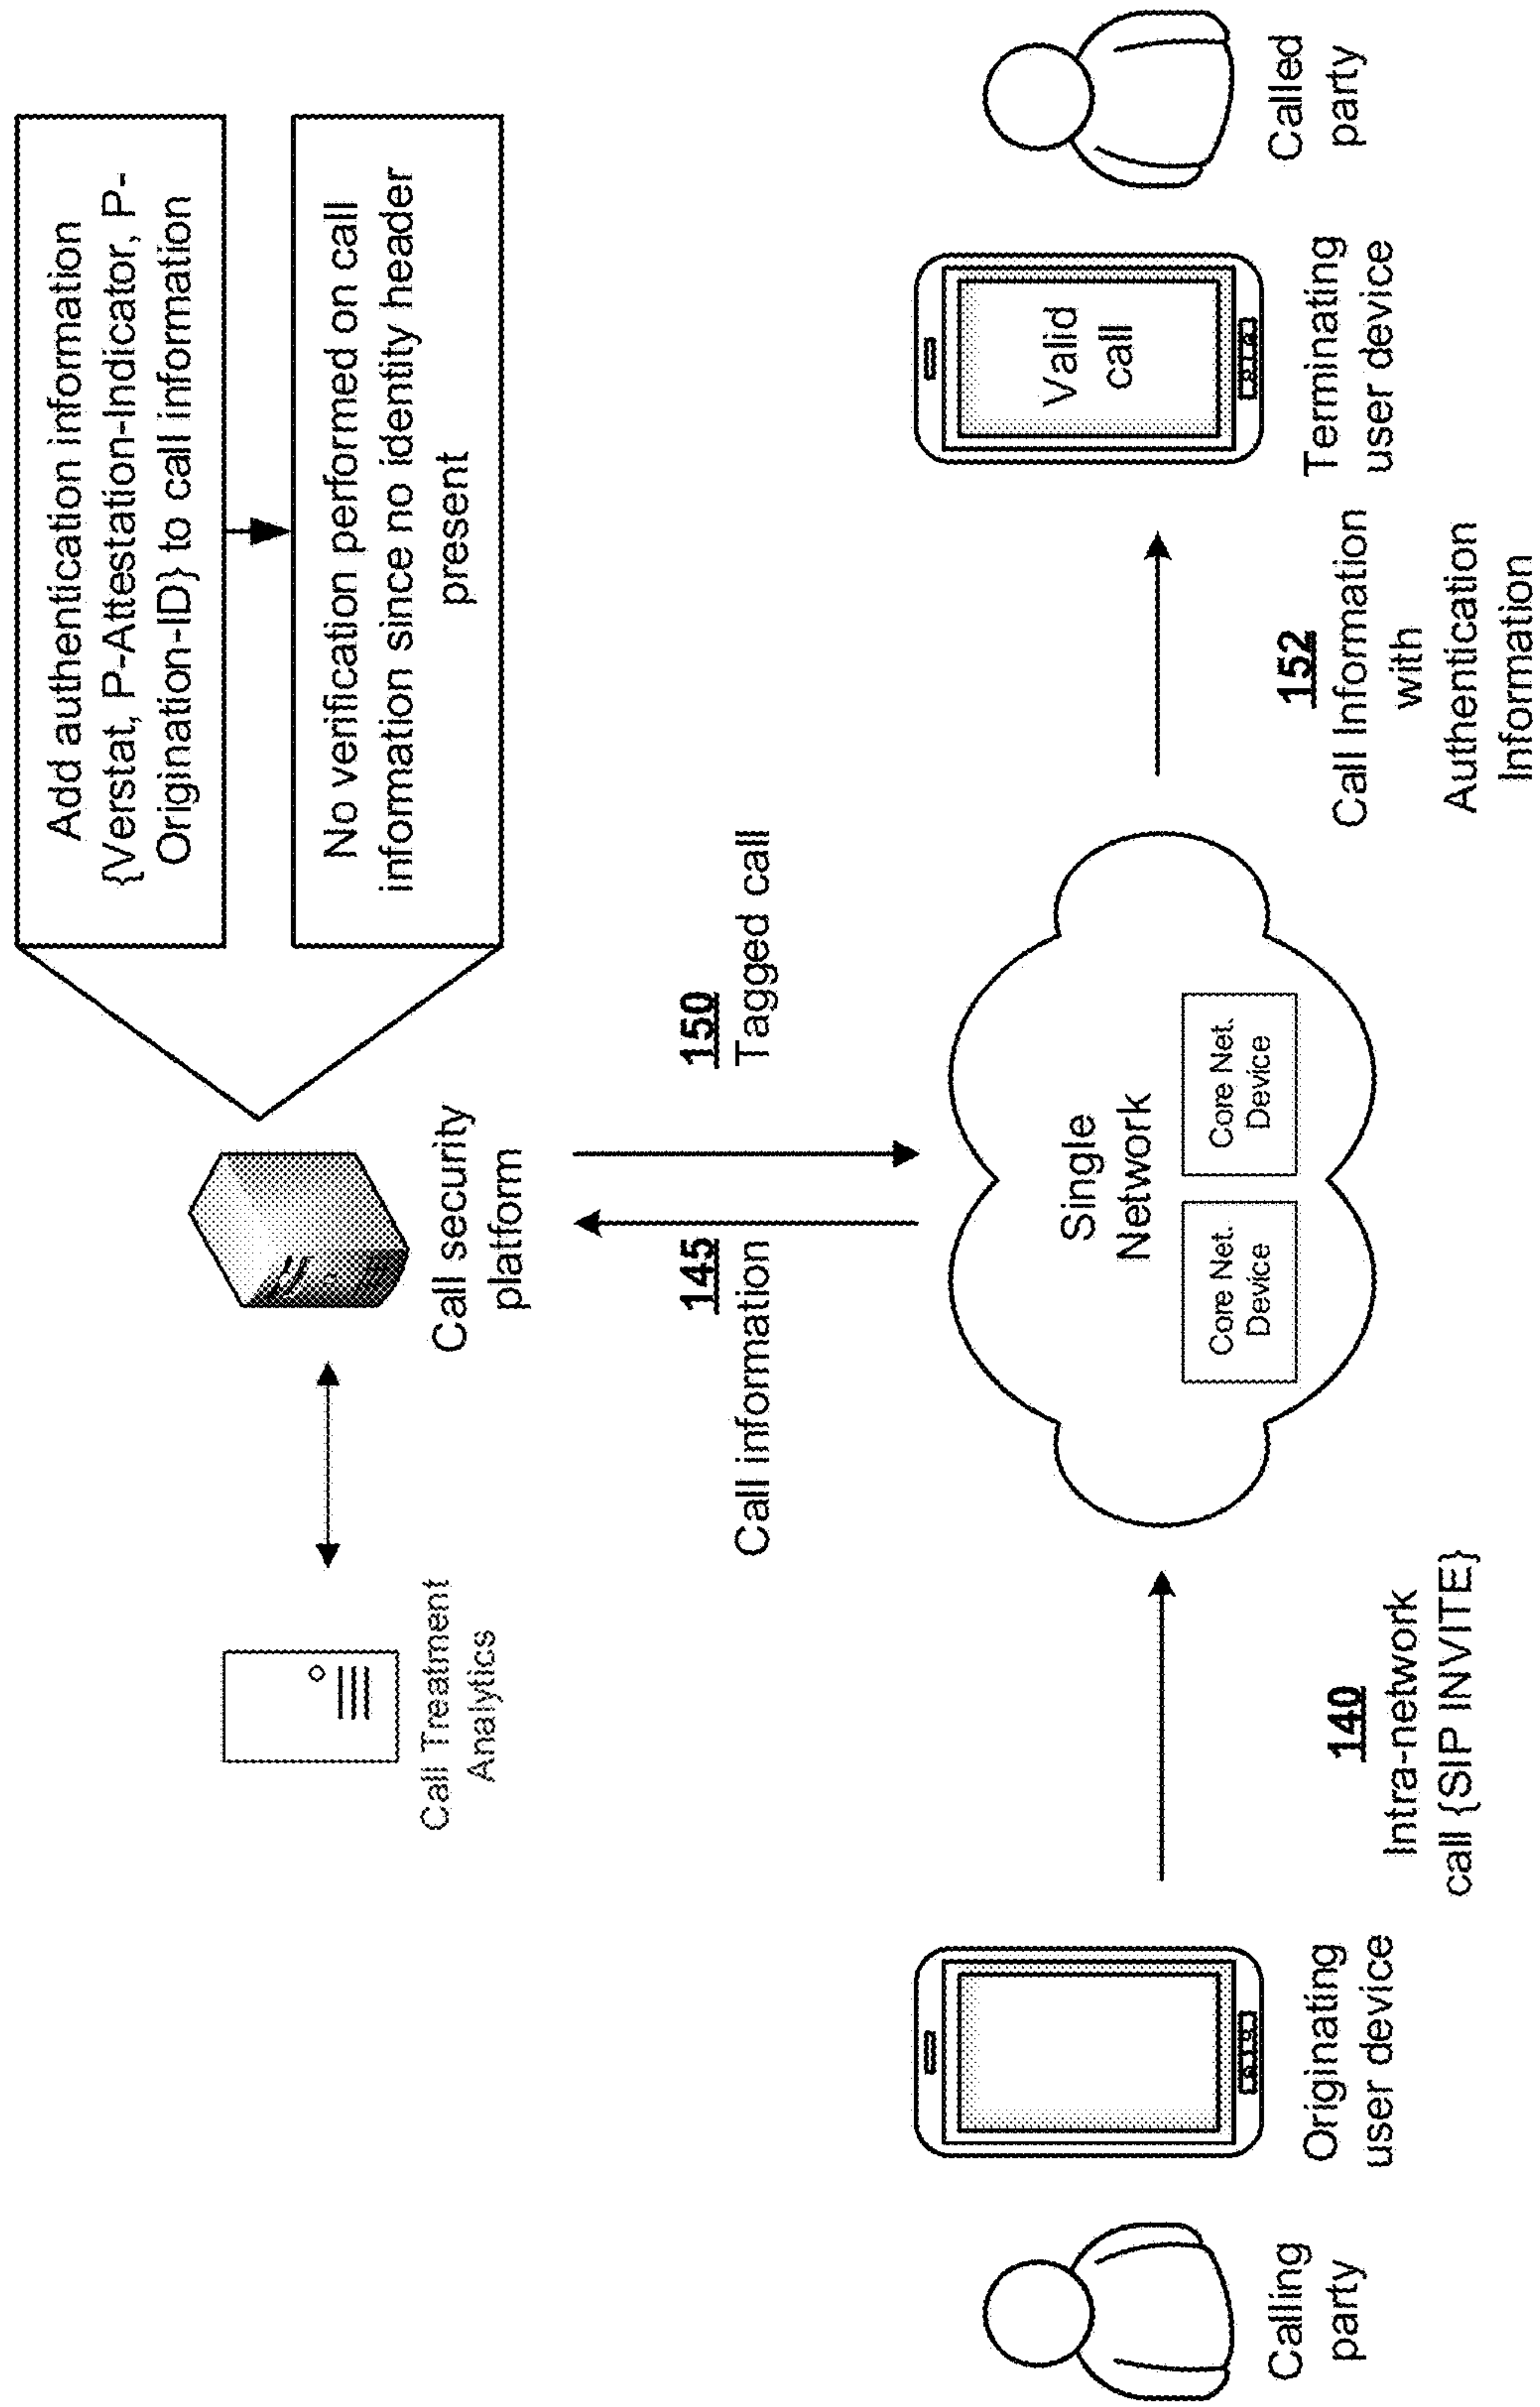 Add authentication information
{Verstat, P-Attestation-Indicator, P-
Origination-ID} to call information
No verification performed on call
information since no identity header
present
Call Treatment
Analytics
Call security
platform
145
Call information
150
Tagged call
Calling
party
Originating
user device
140
Intra-network
call {SIP INVITE}
Single
Network
Core Net.
Device
Core Net.
Device
152
Call Information
with
Authentication
Information
Valid
call
Terminating
user device
Called
party